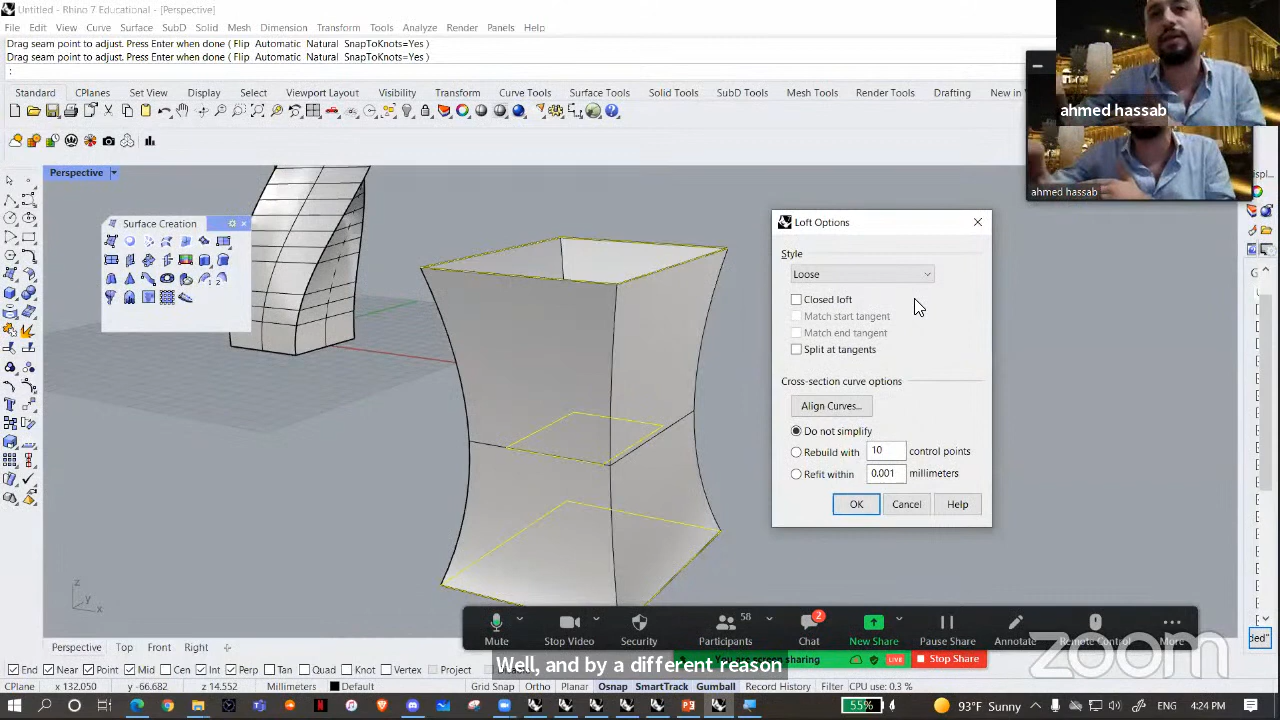 Untitled - Rhino 7 Educational - [Perspective]
File Edit View Curve Surface SubD Solid Mesh Dimension Transform Tools Analyze Render Panels Help
Drag seam point to adjust. Press Enter when done ( Flip Automatic Natural SnapToKnots=Yes )
Drag seam point to adjust. Press Enter when done ( Flip Automatic Natural SnapToKnots=Yes )
:
Standard CPlanes Set View Display Select Viewport Layout Visibility Transform Curve Tools Surface Tools Solid Tools SubD Tools Mesh Tools Render Tools Drafting New in
ahmed hassab
ahmed hassab
Perspective
Surface Creation
Loft Options
Style
Loose
Closed loft
Match start tangent
Match end tangent
Split at tangents
Cross-section curve options
Align Curves...
Do not simplify
Rebuild with 10 control points
Refit within 0.001 millimeters
OK Cancel Help
z
y
x
58
2
Mute Stop Video Security Participants Chat New Share Pause Share Annotate Remote Control More
zoom
Perspective Top Front Right
Well, and by a different reason
LIVE Stop Share
End Near Point Mid Cen Int Perp Tan Quad Knot Vertex Project
CPlane x 132.050 y -66.682 z 14.552 Millimeters Default Grid Snap Ortho Planar Osnap SmartTrack Gumball Record History Filter CPU use: 0.3 %
55% 93°F Sunny ENG 4:24 PM